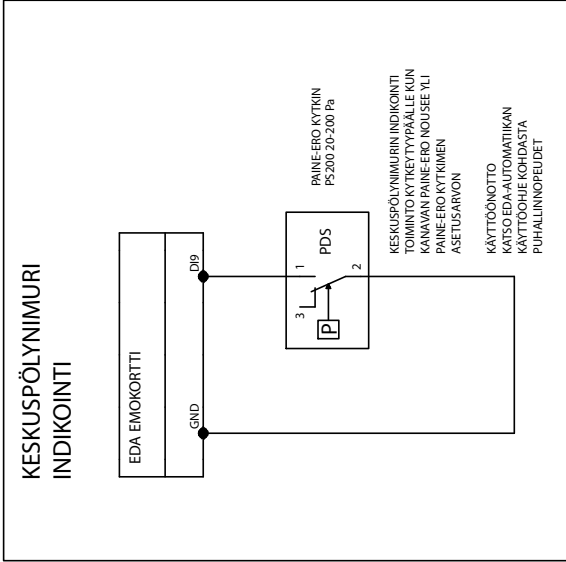 KESKUSPÖLYNIMURI
INDIKOINTI
EDA EMOKORTTI
GND
DI9
PAINE-ERO KYTKIN
PS200 20-200 Pa
PDS
1
3
P
2
KESKUSPÖLYNIMURIN INDIKOINTI
TOIMINTO KYTKEYTYYPÄÄLLE KUN
KANAVAN PAINE-ERO NOUSEE YLI
PAINE-ERO KYTKIMEN
ASETUSARVON
KÄYTTÖÖNOTTO
KATSO EDA-AUTOMATIIKAN
KÄYTTÖOHJE KOHDASTA
PUHALLINNOPEUDET